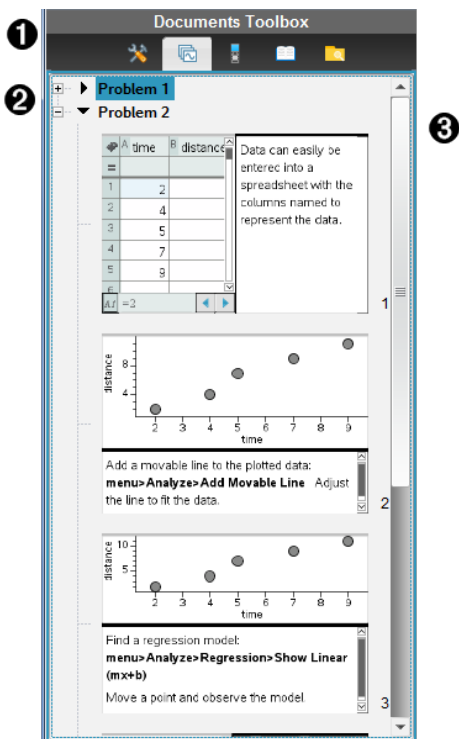 Documents Toolbox
1
2
3
Problem 1
Problem 2
A time B distance
=
1 2
2 4
3 5
4 7
5 9
6
A1 =2
Data can easily be
entered into a
spreadsheet with the
columns named to
represent the data.
1
distance
8
4
2 3 4 5 6 7 8 9
time
Add a movable line to the plotted data:
menu>Analyze>Add Movable Line Adjust
the line to fit the data.
2
distance
10
5
2 3 4 5 6 7 8 9
time
Find a regression model:
menu>Analyze>Regression>Show Linear
(mx+b)
Move a point and observe the model.
3